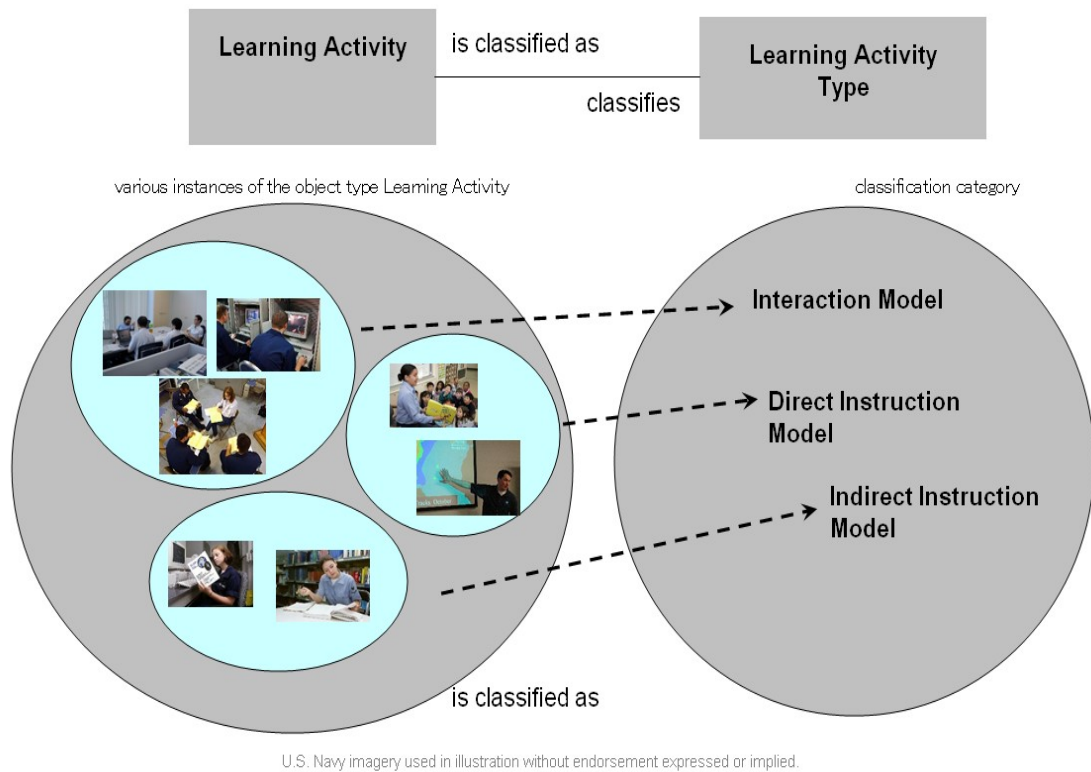 Learning Activity
is classified as
classifies
Learning Activity
Type
various instances of the object type Learning Activity
classification category
Interaction Model
Direct Instruction
Model
Indirect Instruction
Model
is classified as
U.S. Navy imagery used in illustration without endorsement expressed or implied.